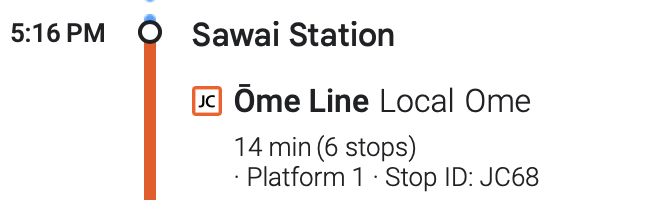 5:16 PM Sawai Station
JC Ōme Line Local Ome
14 min (6 stops)
· Platform 1 · Stop ID: JC68